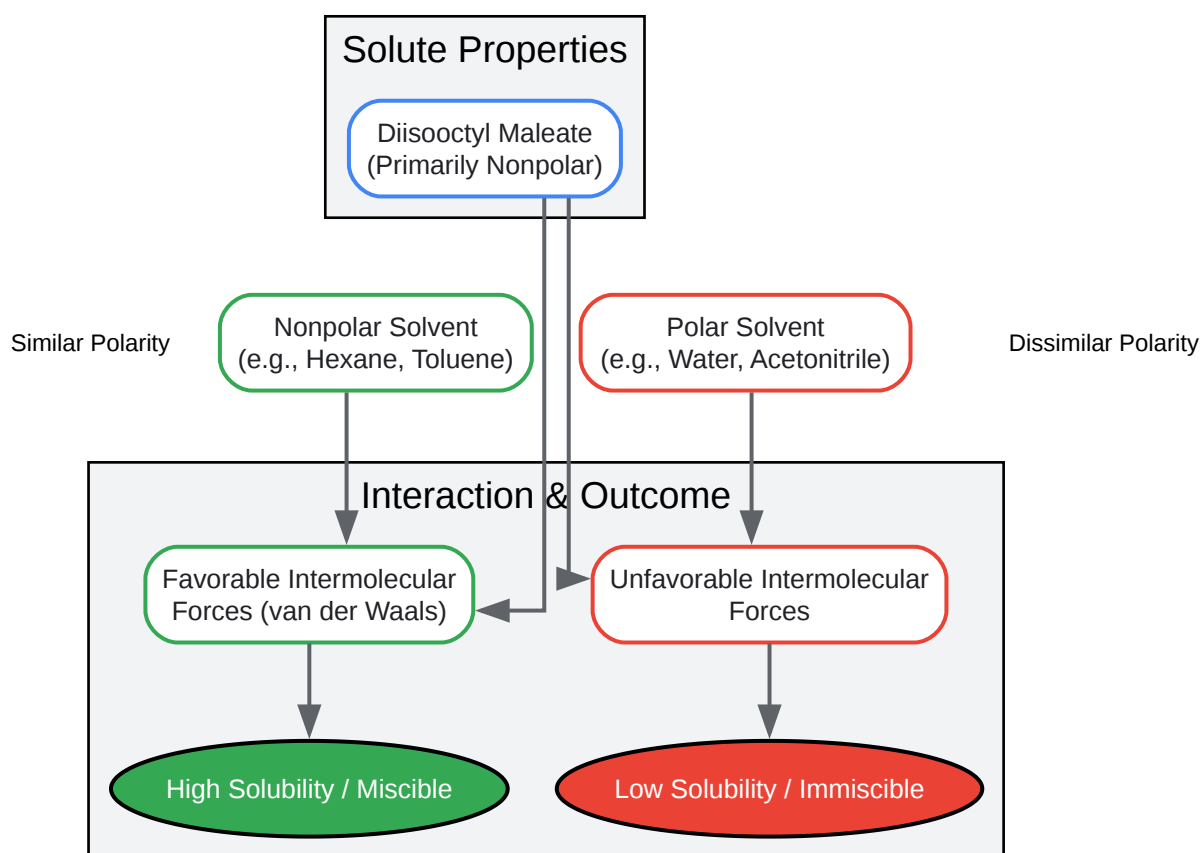 Solute Properties
Diisooctyl Maleate
(Primarily Nonpolar)
Similar Polarity
Nonpolar Solvent
(e.g., Hexane, Toluene)
Polar Solvent
(e.g., Water, Acetonitrile)
Dissimilar Polarity
Interaction & Outcome
Favorable Intermolecular
Forces (van der Waals)
Unfavorable Intermolecular
Forces
High Solubility / Miscible
Low Solubility / Immiscible